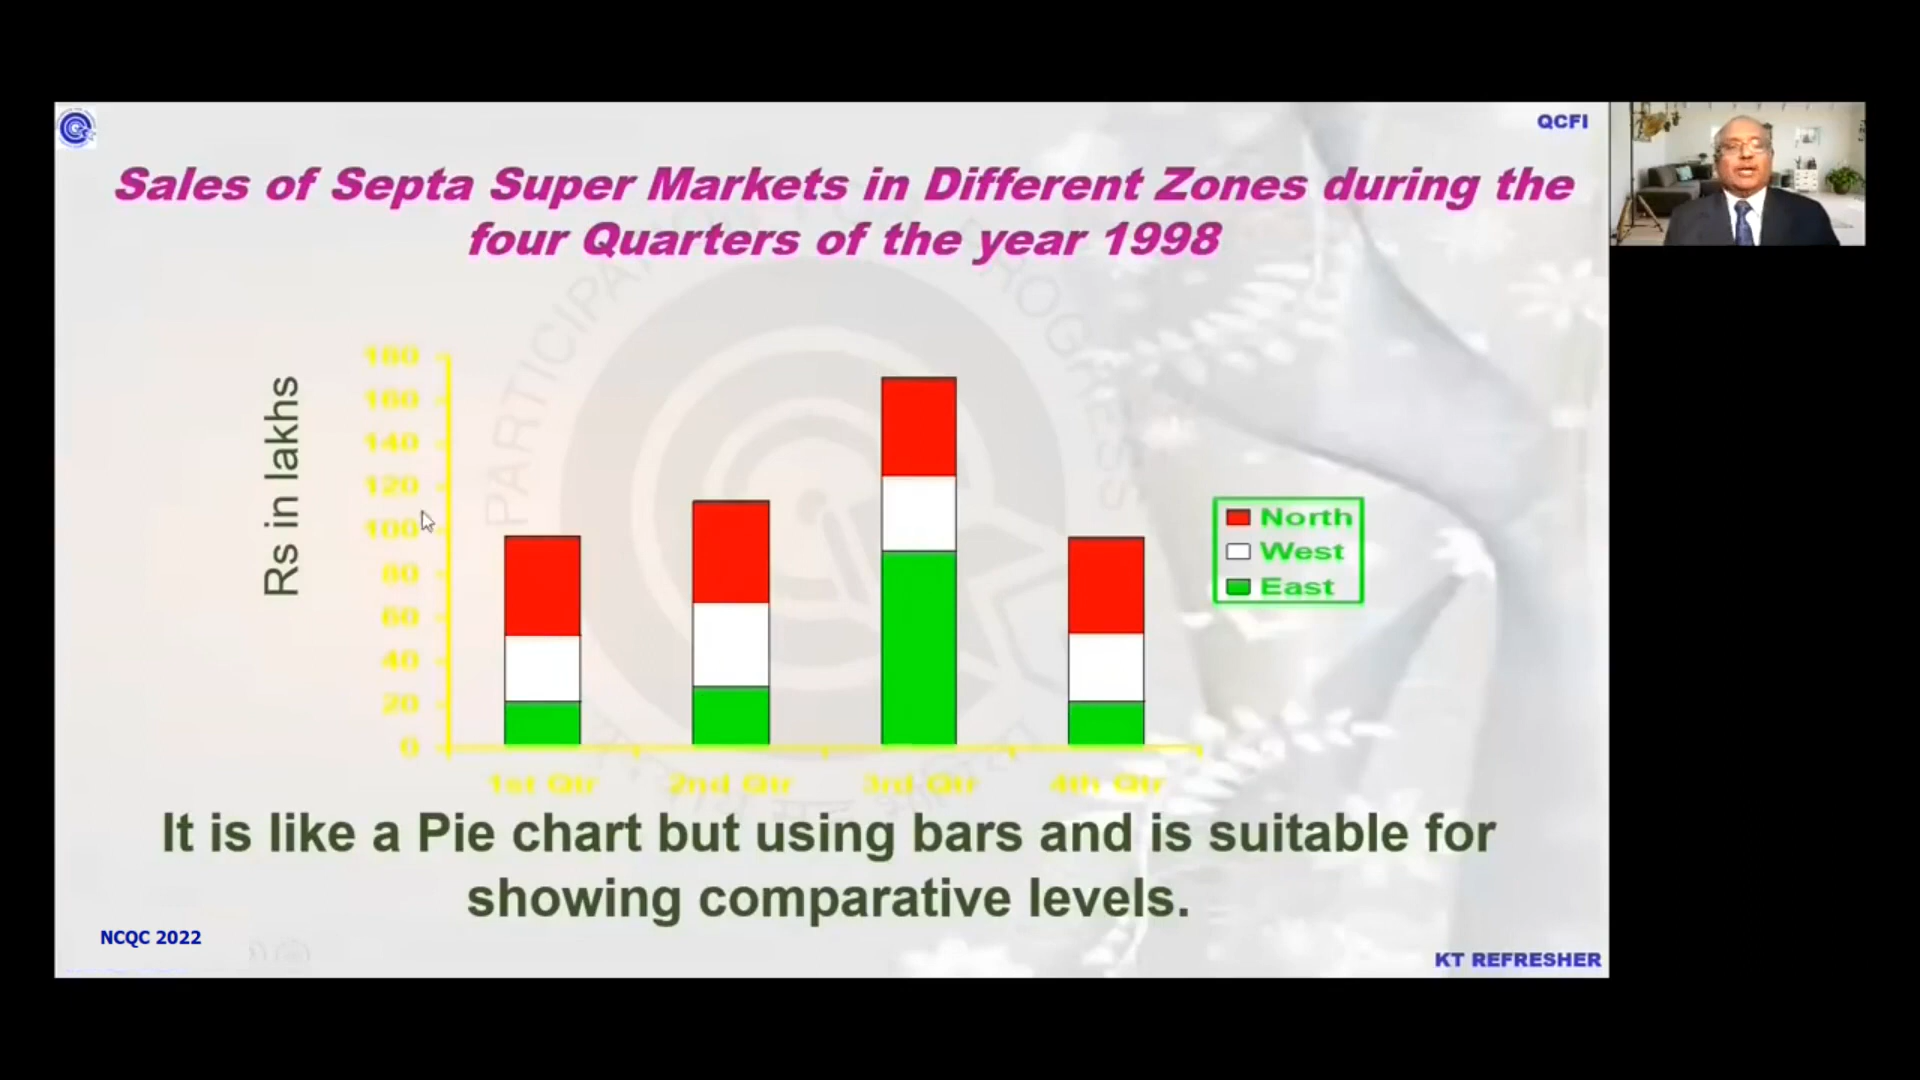 QCFI
Sales of Septa Super Markets in Different Zones during the
four Quarters of the year 1998
PARTICIPA
ROGRESS
Rs in lakhs
180
160
140
120
100
80
60
40
20
0
1st Qtr
2nd Qtr
3rd Qtr
4th Qtr
North
West
East
It is like a Pie chart but using bars and is suitable for
showing comparative levels.
NCQC 2022
KT REFRESHER